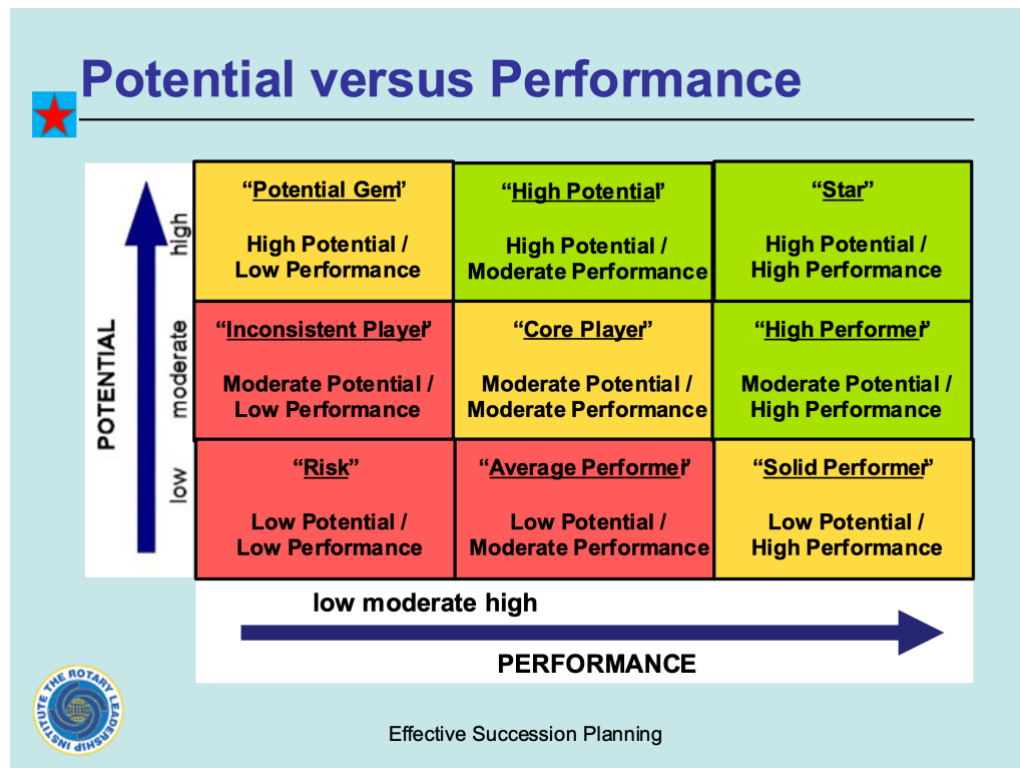 Potential versus Performance
“Potential Gem”
High Potential /
Low Performance
“High Potential”
High Potential /
Moderate Performance
“Star”
High Potential /
High Performance
“Inconsistent Player”
Moderate Potential /
Low Performance
“Core Player”
Moderate Potential /
Moderate Performance
“High Performer”
Moderate Potential /
High Performance
“Risk”
Low Potential /
Low Performance
“Average Performer”
Low Potential /
Moderate Performance
“Solid Performer”
Low Potential /
High Performance
POTENTIAL
high
moderate
low
low moderate high
PERFORMANCE
THE ROTARY LEADERSHIP INSTITUTE
Effective Succession Planning